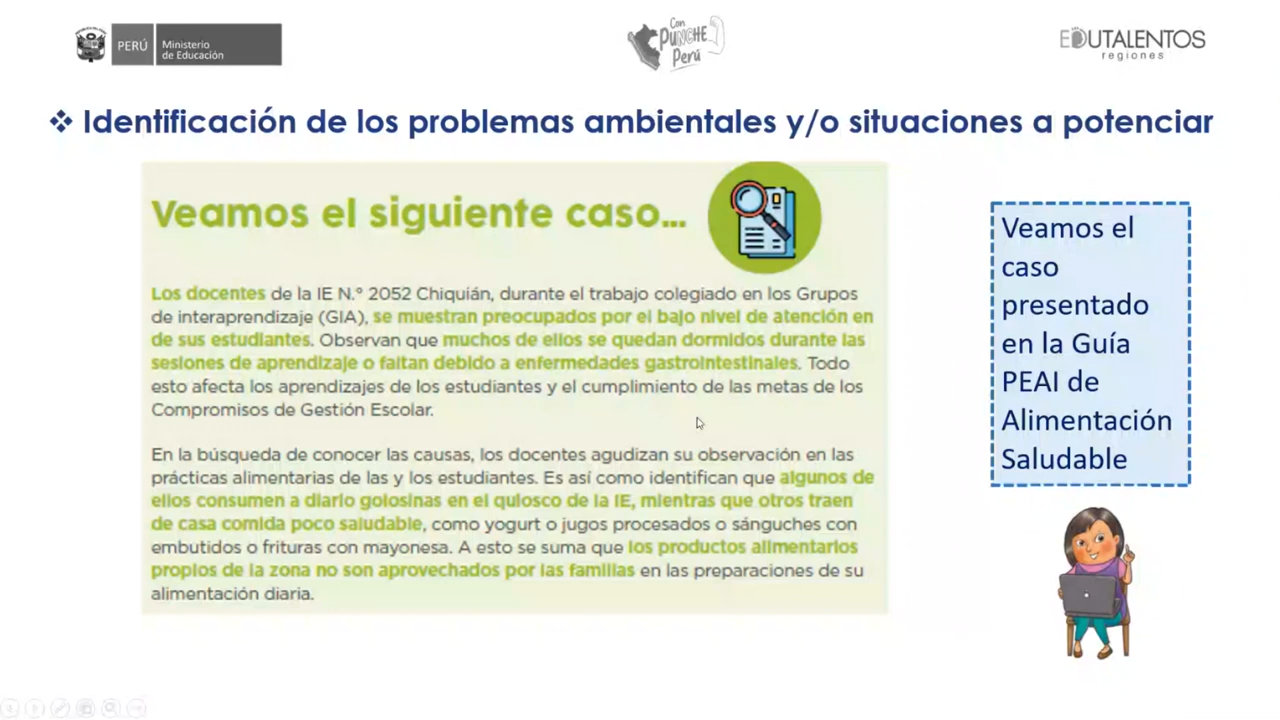 PERÚ
Ministerio
de Educación
Con
PUNCHE
Perú
EDUTALENTOS
regiones
❖ Identificación de los problemas ambientales y/o situaciones a potenciar
Veamos el siguiente caso...
Los docentes de la IE N.° 2052 Chiquián, durante el trabajo colegiado en los Grupos
de interaprendizaje (GIA), se muestran preocupados por el bajo nivel de atención en
de sus estudiantes. Observan que muchos de ellos se quedan dormidos durante las
sesiones de aprendizaje o faltan debido a enfermedades gastrointestinales. Todo
esto afecta los aprendizajes de los estudiantes y el cumplimiento de las metas de los
Compromisos de Gestión Escolar.
En la búsqueda de conocer las causas, los docentes agudizan su observación en las
prácticas alimentarias de las y los estudiantes. Es así como identifican que algunos de
ellos consumen a diario golosinas en el quiosco de la IE, mientras que otros traen
de casa comida poco saludable, como yogurt o jugos procesados o sánguches con
embutidos o frituras con mayonesa. A esto se suma que los productos alimentarios
propios de la zona no son aprovechados por las familias en las preparaciones de su
alimentación diaria.
Veamos el
caso
presentado
en la Guía
PEAI de
Alimentación
Saludable